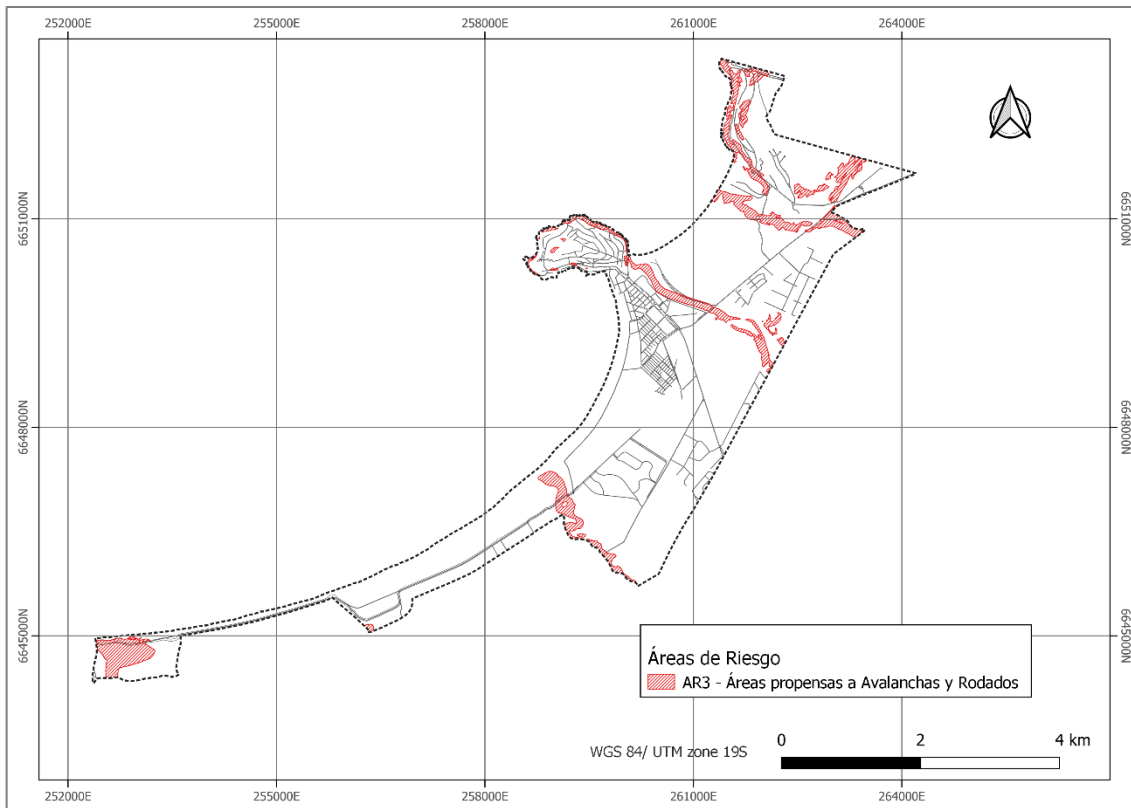 252000E 255000E 258000E 261000E 264000E
6651000N 6651000N
6648000N 6648000N
6645000N 6645000N
Áreas de Riesgo
AR3 - Áreas propensas a Avalanchas y Rodados
WGS 84/ UTM zone 19S
0 2 4 km
252000E 255000E 258000E 261000E 264000E